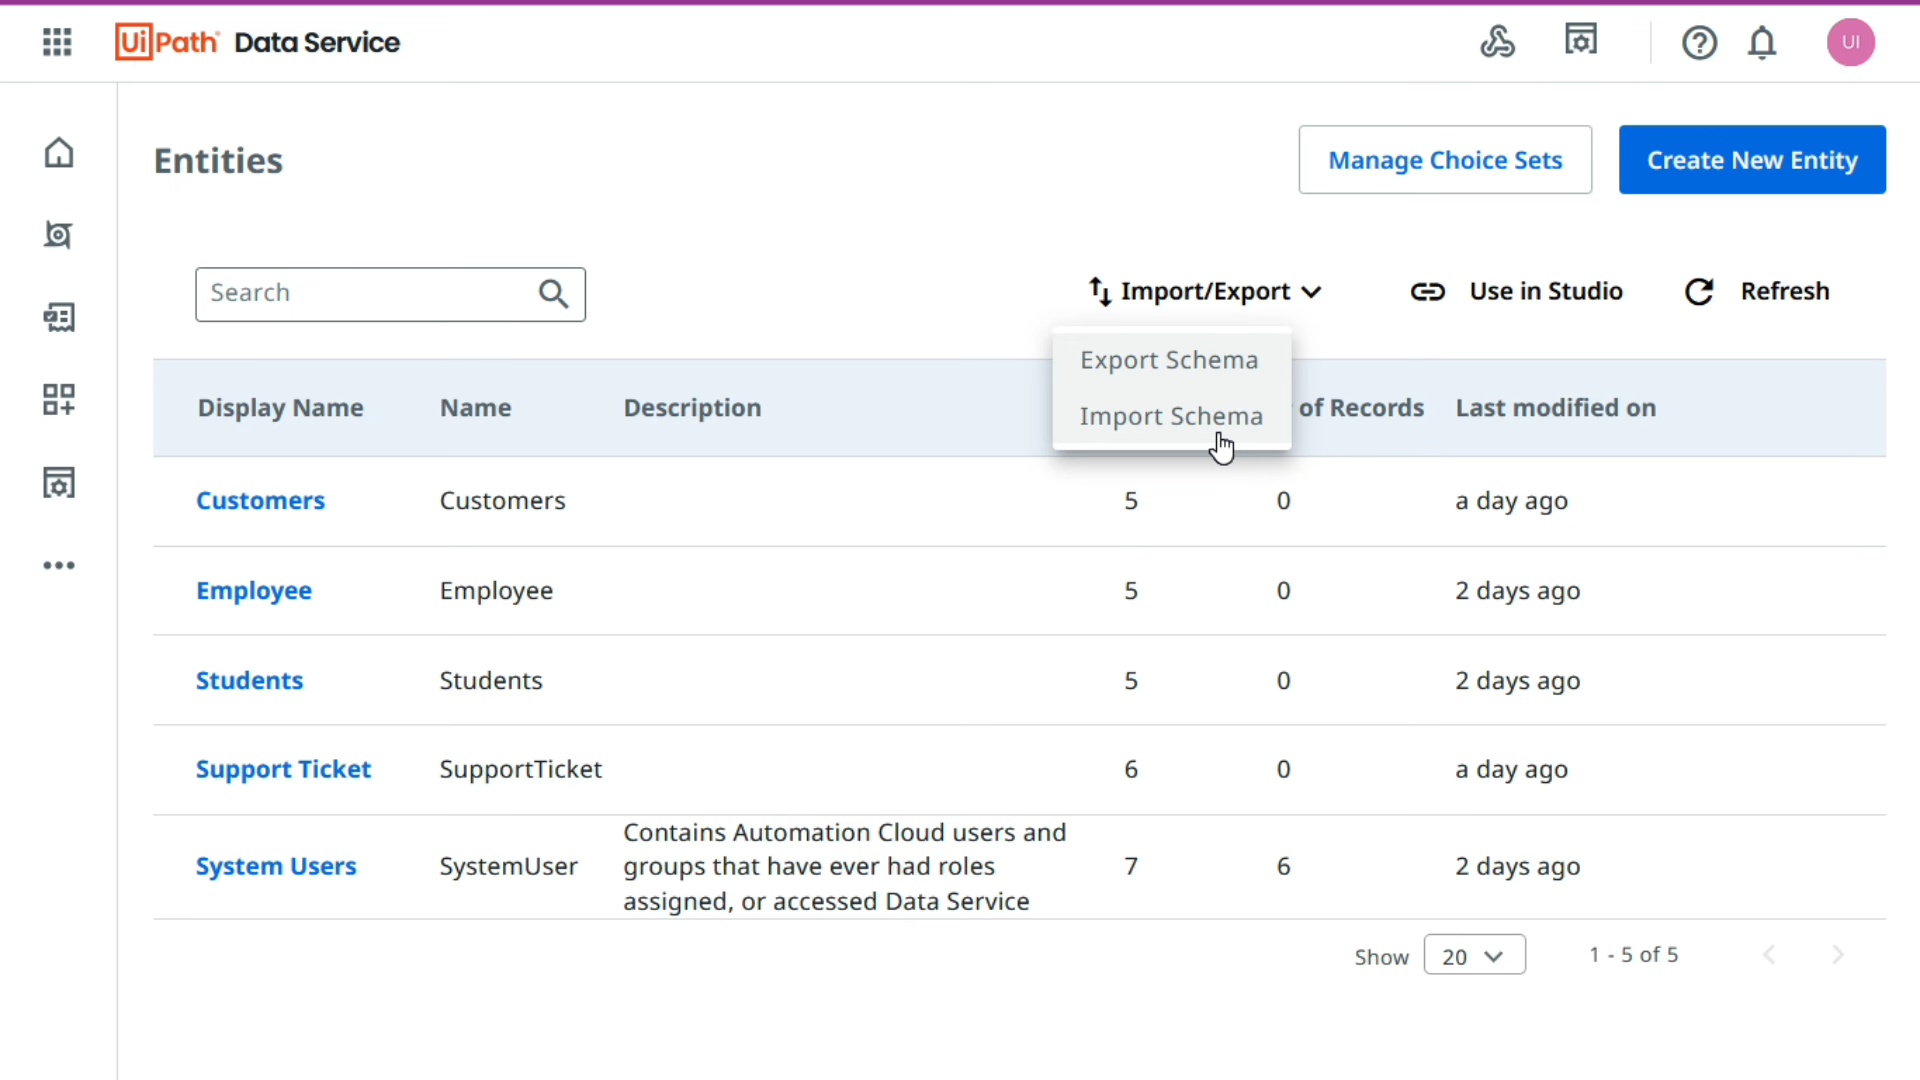 UiPath Data Service
UI
Entities
Manage Choice Sets
Create New Entity
Search
Import/Export
Use in Studio
Refresh
Export Schema
Import Schema
Display Name Name Description of Records Last modified on
Customers Customers 5 0 a day ago
Employee Employee 5 0 2 days ago
Students Students 5 0 2 days ago
Support Ticket SupportTicket 6 0 a day ago
Contains Automation Cloud users and
System Users SystemUser groups that have ever had roles 7 6 2 days ago
assigned, or accessed Data Service
Show 20 1 - 5 of 5